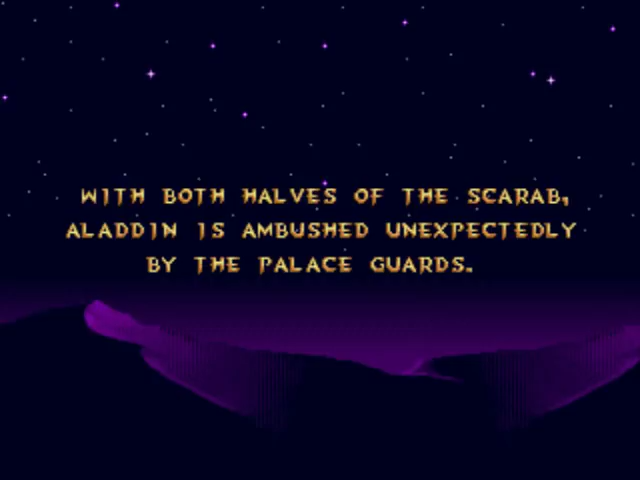 WITH BOTH HALVES OF THE SCARAB,
ALADDIN IS AMBUSHED UNEXPECTEDLY
BY THE PALACE GUARDS.